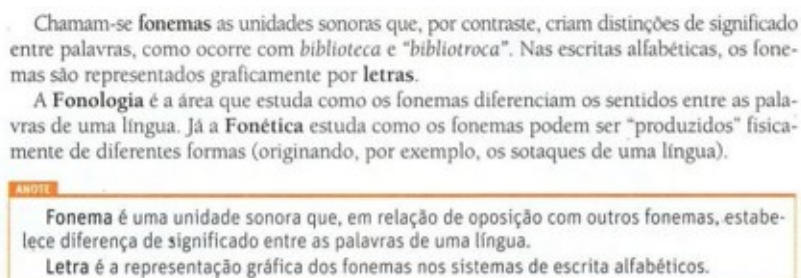 Chamam-se fonemas as unidades sonoras que, por contraste, criam distinções de significado
entre palavras, como ocorre com biblioteca e "bibliotroca". Nas escritas alfabéticas, os fone-
mas são representados graficamente por letras.
A Fonologia é a área que estuda como os fonemas diferenciam os sentidos entre as pala-
vras de uma língua. Já a Fonética estuda como os fonemas podem ser "produzidos" fisica-
mente de diferentes formas (originando, por exemplo, os sotaques de uma língua).
ANOTE
Fonema é uma unidade sonora que, em relação de oposição com outros fonemas, estabe-
lece diferença de significado entre as palavras de uma língua.
Letra é a representação gráfica dos fonemas nos sistemas de escrita alfabéticos.